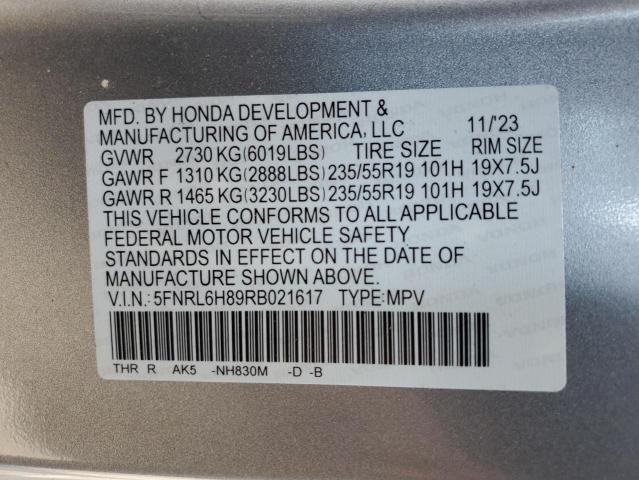 MFD. BY HONDA DEVELOPMENT &
MANUFACTURING OF AMERICA, LLC 11/'23
GVWR 2730 KG(6019LBS) TIRE SIZE RIM SIZE
GAWR F 1310 KG(2888LBS) 235/55R19 101H 19X7.5J
GAWR R 1465 KG(3230LBS) 235/55R19 101H 19X7.5J
THIS VEHICLE CONFORMS TO ALL APPLICABLE
FEDERAL MOTOR VEHICLE SAFETY
STANDARDS IN EFFECT ON THE DATE OF
MANUFACTURE SHOWN ABOVE.
V.I.N.: 5FNRL6H89RB021617 TYPE:MPV
THR R AK5 -NH830M -D -B